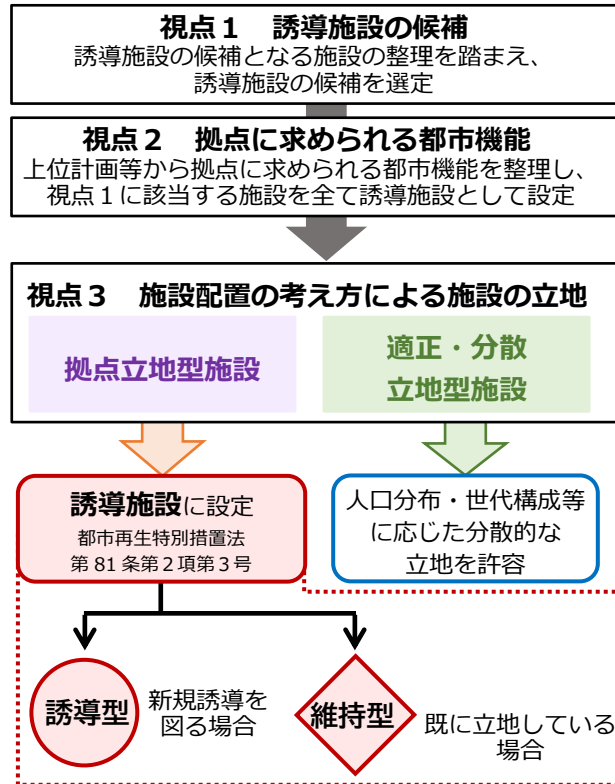 視点１　誘導施設の候補
誘導施設の候補となる施設の整理を踏まえ、
誘導施設の候補を選定
視点２　拠点に求められる都市機能
上位計画等から拠点に求められる都市機能を整理し、
視点１に該当する施設を全て誘導施設として設定
視点３　施設配置の考え方による施設の立地
拠点立地型施設
適正・分散
立地型施設
誘導施設に設定
都市再生特別措置法
第 81 条第２項第３号
人口分布・世代構成等
に応じた分散的な
立地を許容
誘導型
新規誘導を
図る場合
維持型
既に立地している
場合